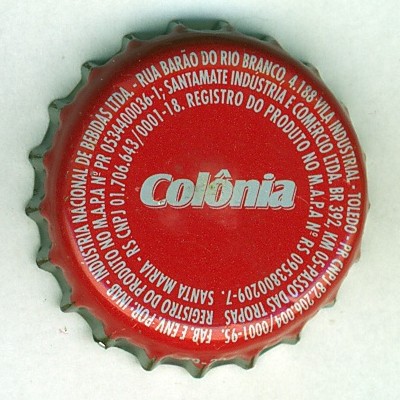 Colônia
FAB. E ENV. POR: INAB - INDÚSTRIA NACIONAL DE BEBIDAS LTDA - RUA BARÃO DO RIO BRANCO, 4.188 VILA INDUSTRIAL - TOLEDO - PR CNPJ 82.706.004/0001-95.
REGISTRO DO PRODUTO NO M.A.P.A Nº PR 0534400036-1; SANTAMATE INDÚSTRIA E COMÉRCIO LTDA. BR 392, KM 05-PASSO DAS TROPAS
SANTA MARIA - RS CNPJ 01.706.643/0001-18. REGISTRO DO PRODUTO NO M.A.P.A Nº RS 0953800209-7.